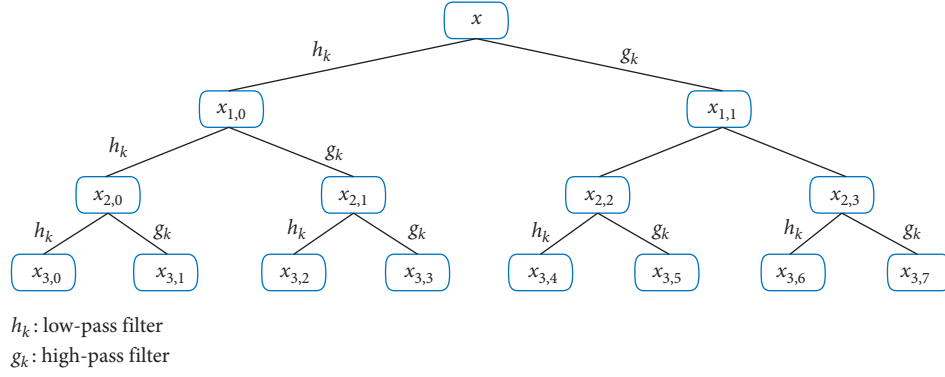 x
h_k g_k
x_{1,0} x_{1,1}
h_k g_k
x_{2,0} x_{2,1} x_{2,2} x_{2,3}
h_k g_k h_k g_k h_k g_k h_k g_k
x_{3,0} x_{3,1} x_{3,2} x_{3,3} x_{3,4} x_{3,5} x_{3,6} x_{3,7}
h_k : low-pass filter
g_k : high-pass filter